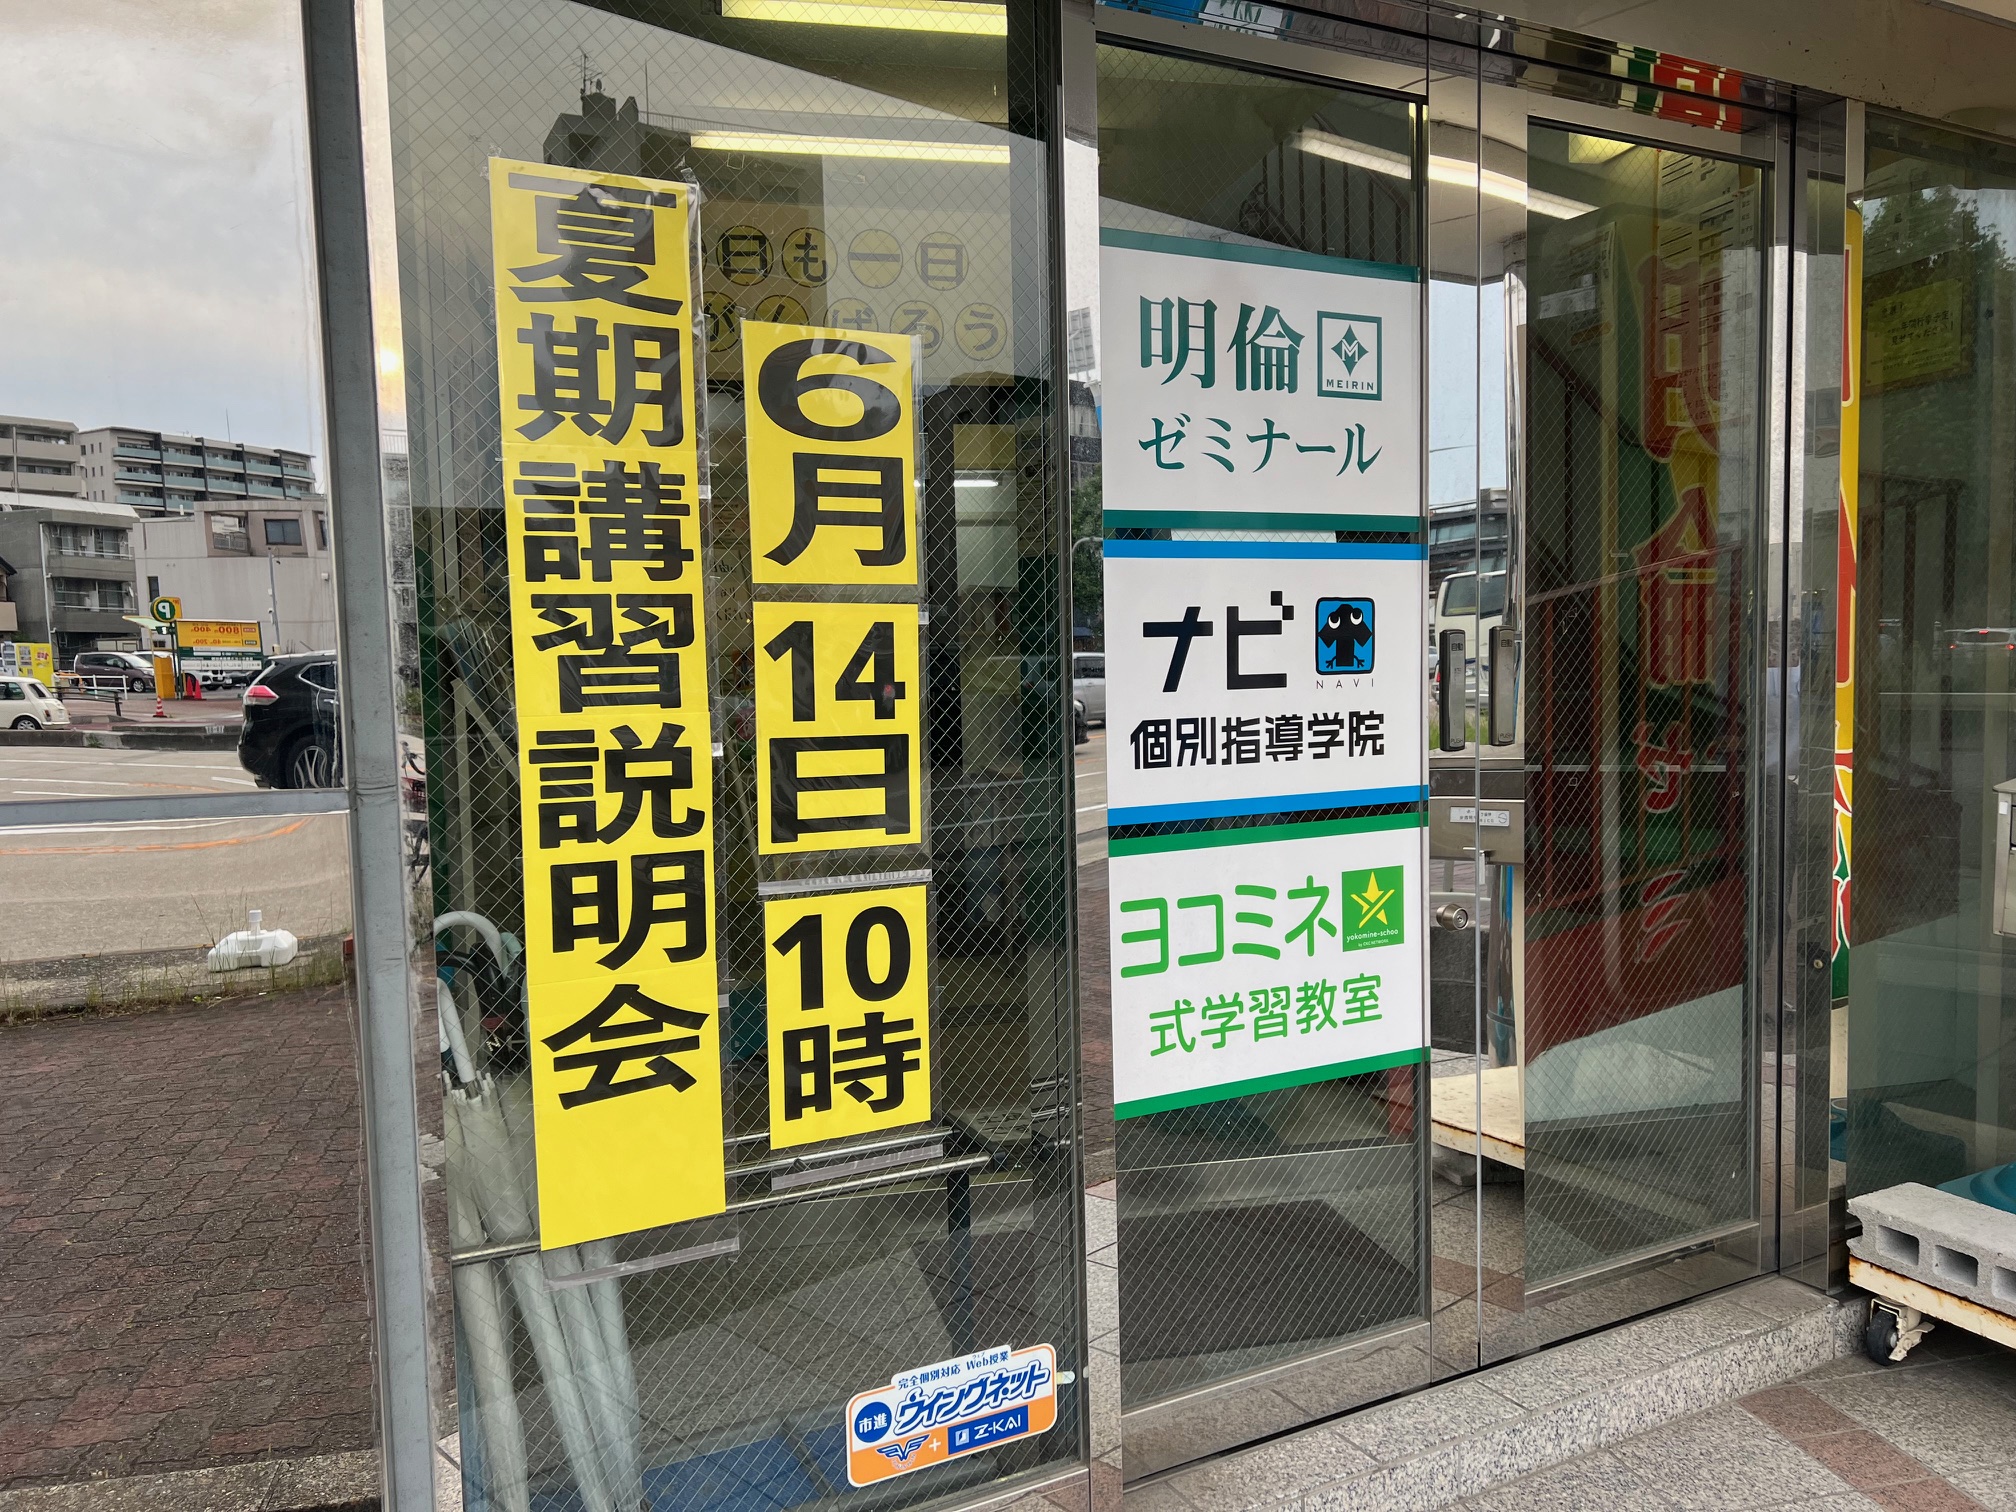 夏期講習説明会
6月
14日
10時
日も一日
がんばろう
明倫
MEIRIN
ゼミナール
ナビ
NAVI
個別指導学院
ヨコミネ
yokomine-school
式学習教室
完全個別対応 Web授業
市進 ウイングネット
+ Z-KAI
P